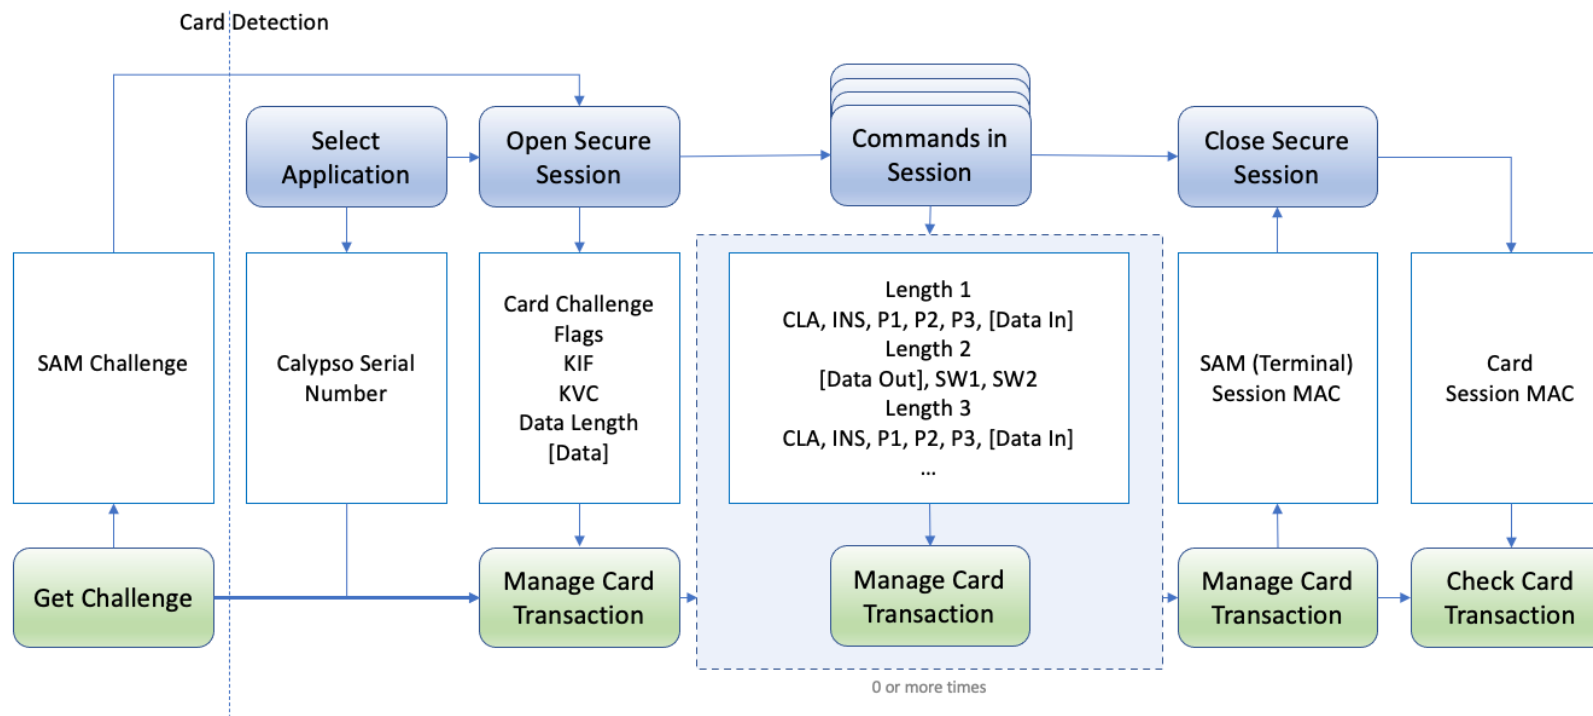 Card Detection
Select
Application
Open Secure
Session
Commands in
Session
Close Secure
Session
SAM Challenge
Calypso Serial
Number
Card Challenge
Flags
KIF
KVC
Data Length
[Data]
Length 1
CLA, INS, P1, P2, P3, [Data In]
Length 2
[Data Out], SW1, SW2
Length 3
CLA, INS, P1, P2, P3, [Data In]
...
SAM (Terminal)
Session MAC
Card
Session MAC
Get Challenge
Manage Card
Transaction
Manage Card
Transaction
Manage Card
Transaction
Check Card
Transaction
0 or more times